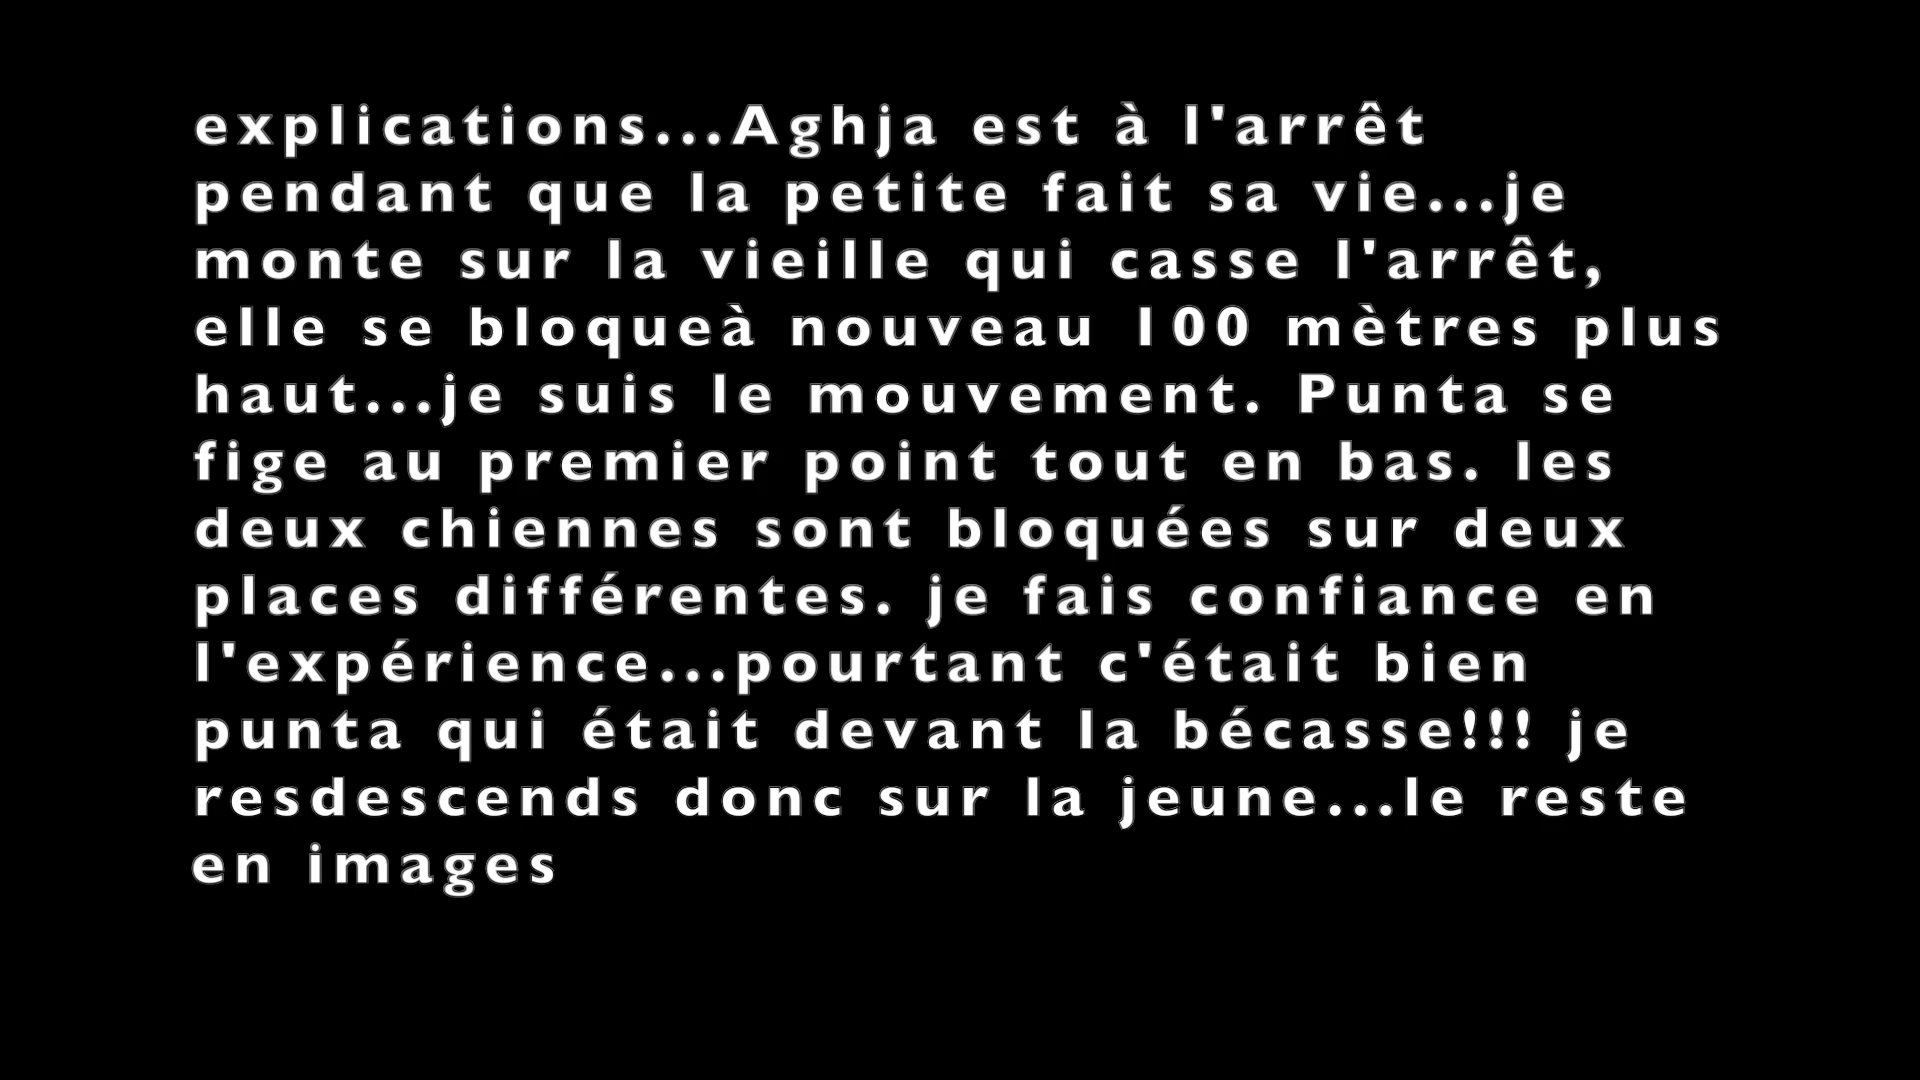 explications...Aghja est à l'arrêt
pendant que la petite fait sa vie...je
monte sur la vieille qui casse l'arrêt,
elle se bloqueà nouveau 100 mètres plus
haut...je suis le mouvement. Punta se
fige au premier point tout en bas. les
deux chiennes sont bloquées sur deux
places différentes. je fais confiance en
l'expérience...pourtant c'était bien
punta qui était devant la bécasse!!! je
resdescends donc sur la jeune...le reste
en images